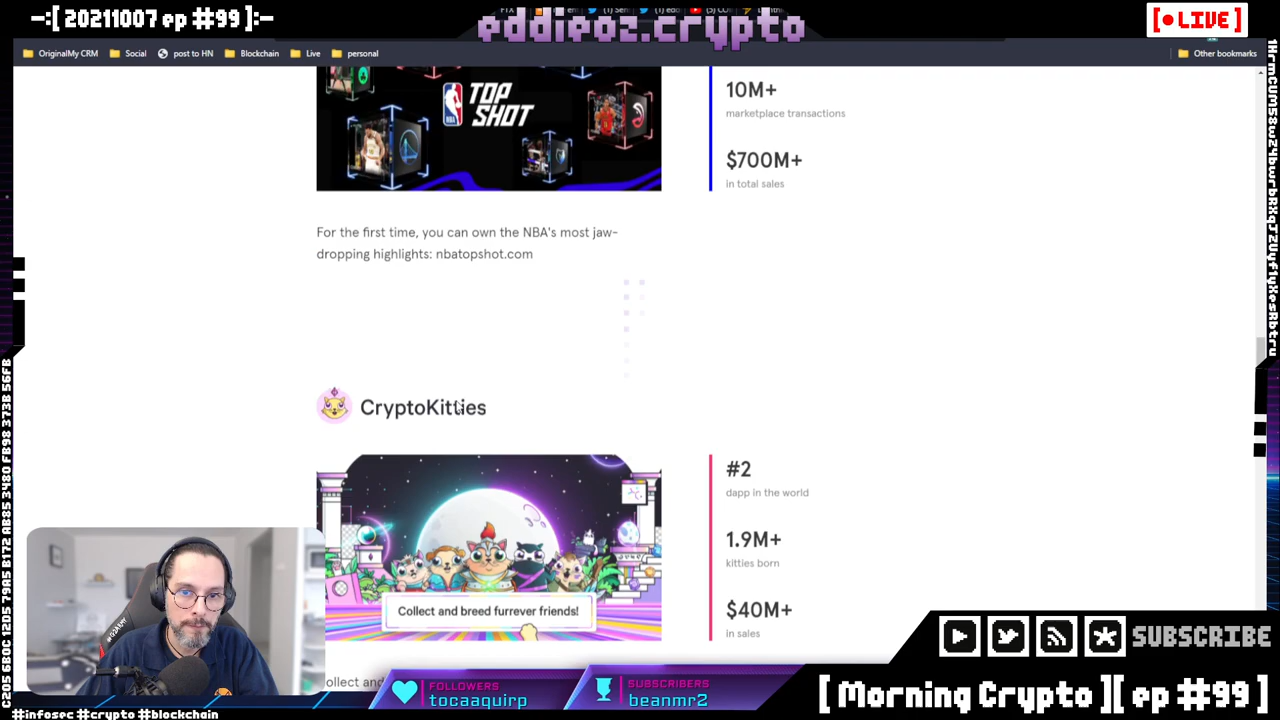 —:[ 20211007 ep #99 ]:—
eddieoz.crypto
[ • LIVE ]
OriginalMy CRM
Social
post to HN
Blockchain
Live
personal
Other bookmarks
NBA
TOP
SHOT
10M+
marketplace transactions
$700M+
in total sales
For the first time, you can own the NBA's most jaw-
dropping highlights: nbatopshot.com
CryptoKitties
Collect and breed furrever friends!
#2
dapp in the world
1.9M+
kitties born
$40M+
in sales
FOLLOWERS
tocaaquirp
SUBSCRIBERS
beanmr2
SUBSCRIBE
[ Morning Crypto ][ ep #99 ]
#infosec #crypto #blockchain